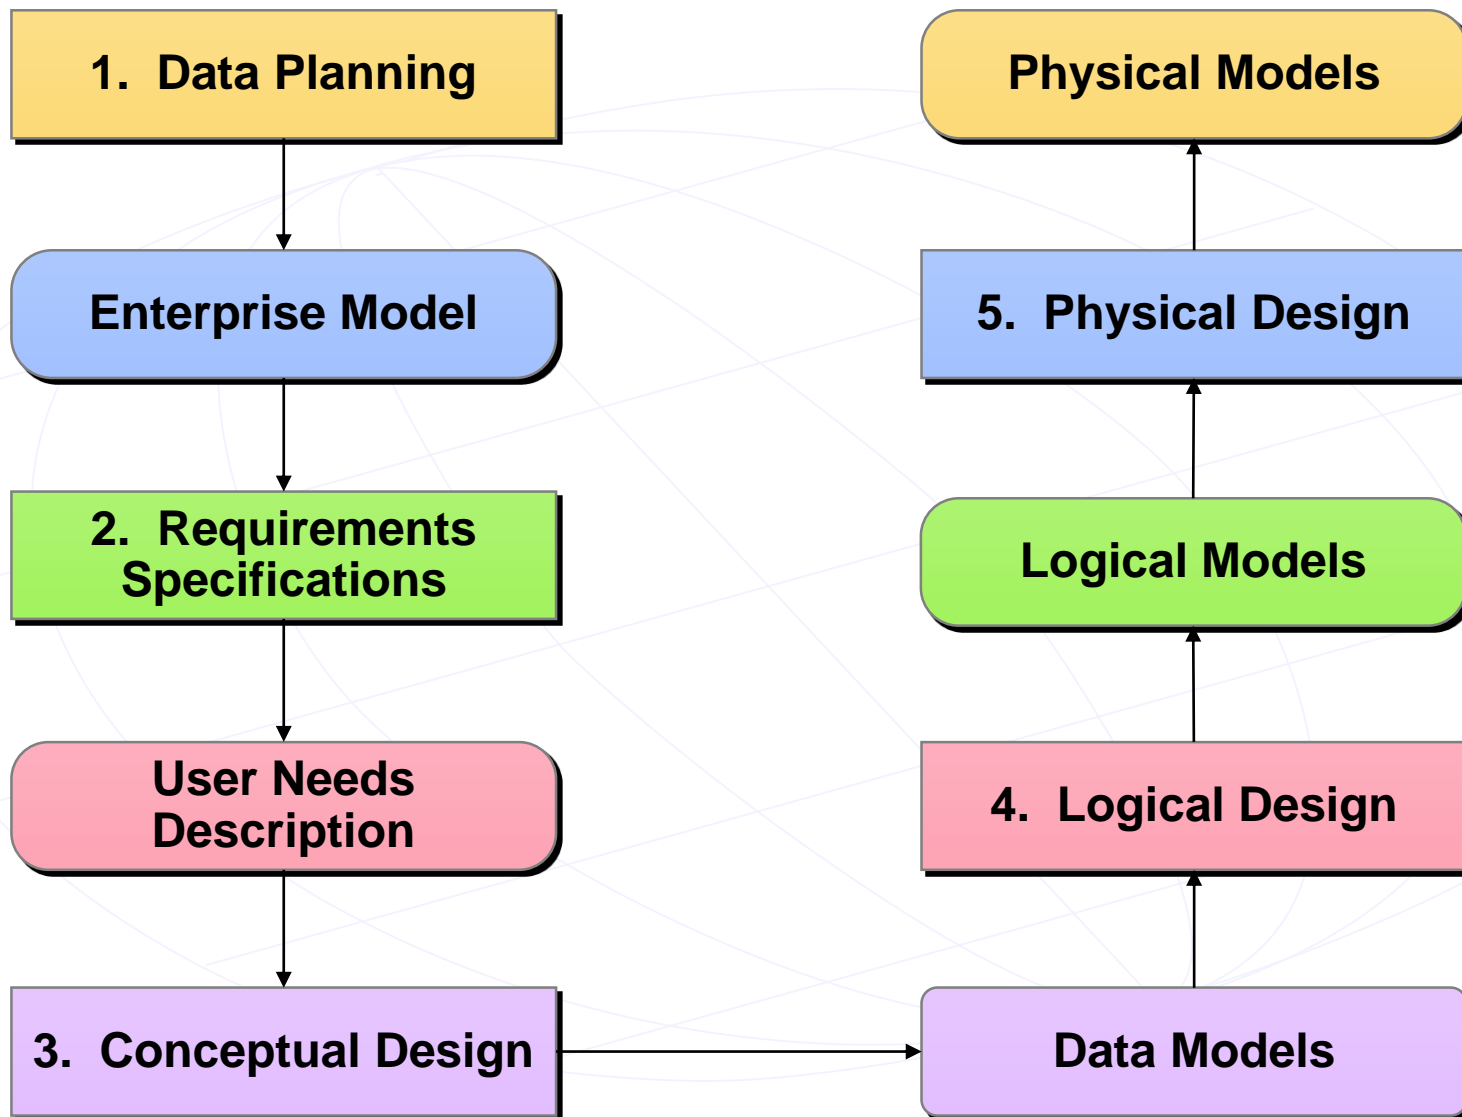 1. Data Planning
Enterprise Model
2. Requirements
Specifications
User Needs
Description
3. Conceptual Design
Data Models
4. Logical Design
Logical Models
5. Physical Design
Physical Models